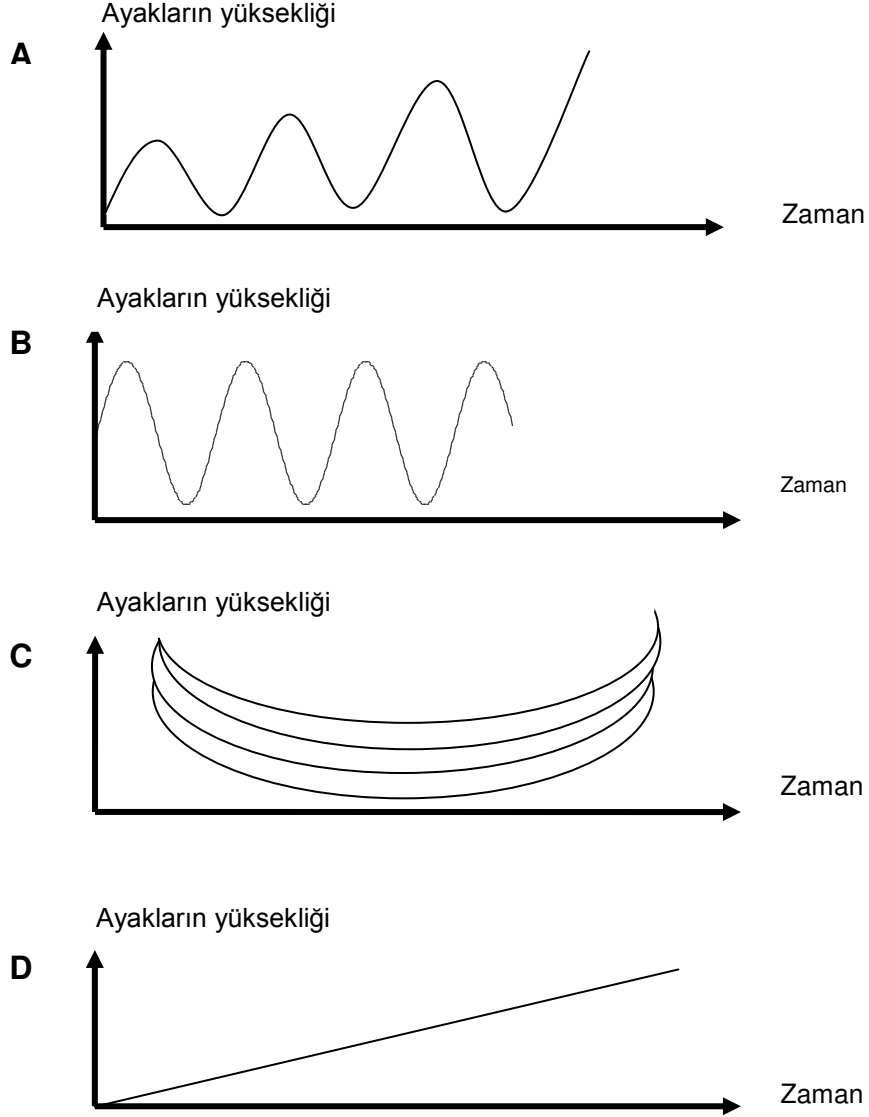 Ayakların yüksekliği
A
Zaman
Ayakların yüksekliği
B
Zaman
Ayakların yüksekliği
C
Zaman
Ayakların yüksekliği
D
Zaman